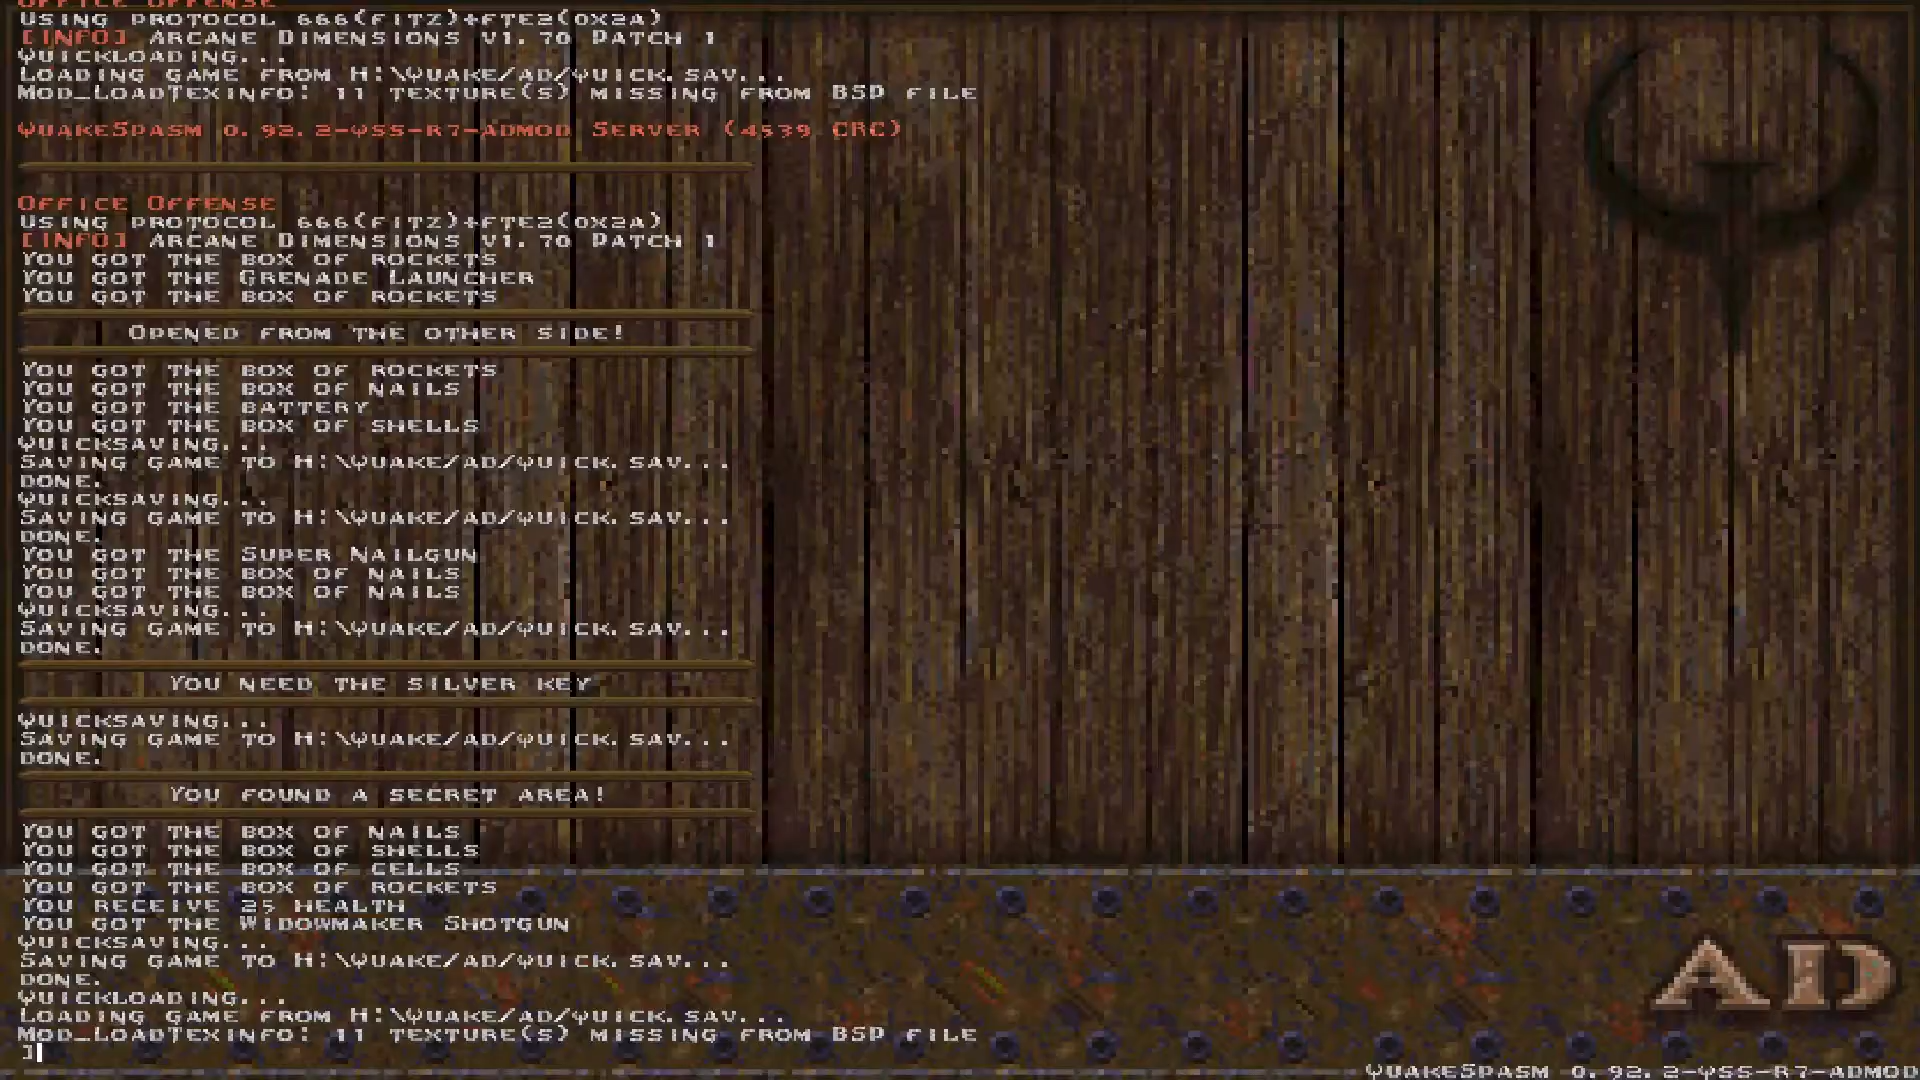 Office Offense
Using protocol 666(Fitz)+FTE2(0x2a)
[INFO] Arcane Dimensions v1.70 Patch 1
Quickloading...
Loading game from H:\Quake/ad/quick.sav...
Mod_LoadTexinfo: 11 texture(s) missing from BSP file
QuakeSpasm 0.92.2-QSS-R7-ADMOD Server (4539 CRC)
Office Offense
Using protocol 666(Fitz)+FTE2(0x2a)
[INFO] Arcane Dimensions v1.70 Patch 1
You got the box of rockets
You got the Grenade Launcher
You got the box of rockets
Opened from the other side!
You got the box of rockets
You got the box of nails
You got the battery
You got the box of shells
Quicksaving...
Saving game to H:\Quake/ad/quick.sav...
done.
Quicksaving...
Saving game to H:\Quake/ad/quick.sav...
done.
You got the Super Nailgun
You got the box of nails
You got the box of nails
Quicksaving...
Saving game to H:\Quake/ad/quick.sav...
done.
You need the silver key
Quicksaving...
Saving game to H:\Quake/ad/quick.sav...
done.
You found a secret area!
You got the box of nails
You got the box of shells
You got the box of cells
You got the box of rockets
You receive 25 health
You got the Widowmaker Shotgun
Quicksaving...
Saving game to H:\Quake/ad/quick.sav...
done.
Quickloading...
Loading game from H:\Quake/ad/quick.sav...
Mod_LoadTexinfo: 11 texture(s) missing from BSP file
]
AD
QuakeSpasm 0.92.2-QSS-R7-ADMOD